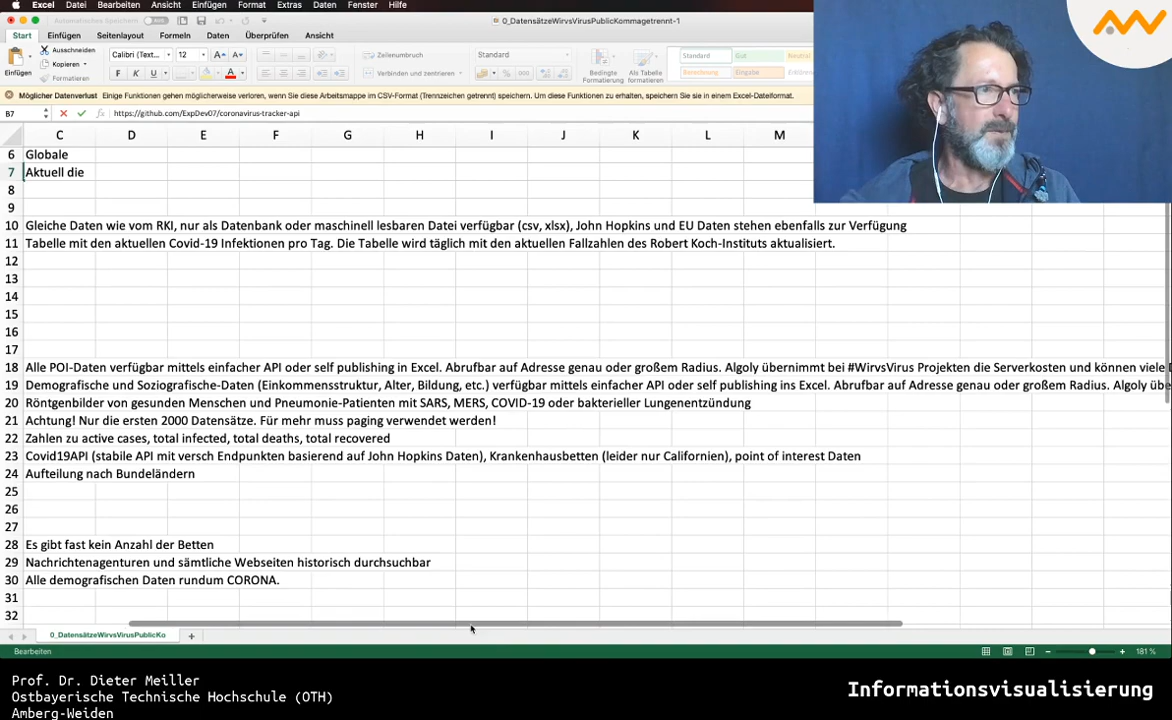 Excel Datei Bearbeiten Ansicht Einfügen Format Extras Daten Fenster Hilfe
Automatisches Speichern
0_DatensätzeWirvsVirusPublicKommagetrennt-1
Start Einfügen Seitenlayout Formeln Daten Überprüfen Ansicht
Einfügen
Ausschneiden
Kopieren
Formatieren
Calibri (Text... 12
F K U
Zeilenumbruch
Verbinden und zentrieren
Standard
% 000
Bedingte Formatierung
Als Tabelle formatieren
Standard Gut Neutral
Berechnung Eingabe
Möglicher Datenverlust Einige Funktionen gehen möglicherweise verloren, wenn Sie diese Arbeitsmappe im CSV-Format (Trennzeichen getrennt) speichern. Um diese Funktionen zu erhalten, speichern Sie sie in einem Excel-Dateiformat.
B7 fx https://github.com/ExpDev07/coronavirus-tracker-api
C D E F G H I J K L M
6 Globale
7 Aktuell die
8
9
10 Gleiche Daten wie vom RKI, nur als Datenbank oder maschinell lesbaren Datei verfügbar (csv, xlsx), John Hopkins und EU Daten stehen ebenfalls zur Verfügung
11 Tabelle mit den aktuellen Covid-19 Infektionen pro Tag. Die Tabelle wird täglich mit den aktuellen Fallzahlen des Robert Koch-Instituts aktualisiert.
12
13
14
15
16
17
18 Alle POI-Daten verfügbar mittels einfacher API oder self publishing in Excel. Abrufbar auf Adresse genau oder großem Radius. Algoly übernimmt bei #WirvsVirus Projekten die Serverkosten und können viele
19 Demografische und Soziografische-Daten (Einkommensstruktur, Alter, Bildung, etc.) verfügbar mittels einfacher API oder self publishing ins Excel. Abrufbar auf Adresse genau oder großem Radius. Algoly übe
20 Röntgenbilder von gesunden Menschen und Pneumonie-Patienten mit SARS, MERS, COVID-19 oder bakterieller Lungenentzündung
21 Achtung! Nur die ersten 2000 Datensätze. Für mehr muss paging verwendet werden!
22 Zahlen zu active cases, total infected, total deaths, total recovered
23 Covid19API (stabile API mit versch Endpunkten basierend auf John Hopkins Daten), Krankenhausbetten (leider nur Californien), point of interest Daten
24 Aufteilung nach Bundeländern
25
26
27
28 Es gibt fast kein Anzahl der Betten
29 Nachrichtenagenturen und sämtliche Webseiten historisch durchsuchbar
30 Alle demografischen Daten rundum CORONA.
31
32
0_DatensätzeWirvsVirusPublicKo +
Bearbeiten
181 %
Prof. Dr. Dieter Meiller
Ostbayerische Technische Hochschule (OTH)
Amberg-Weiden
Informationsvisualisierung